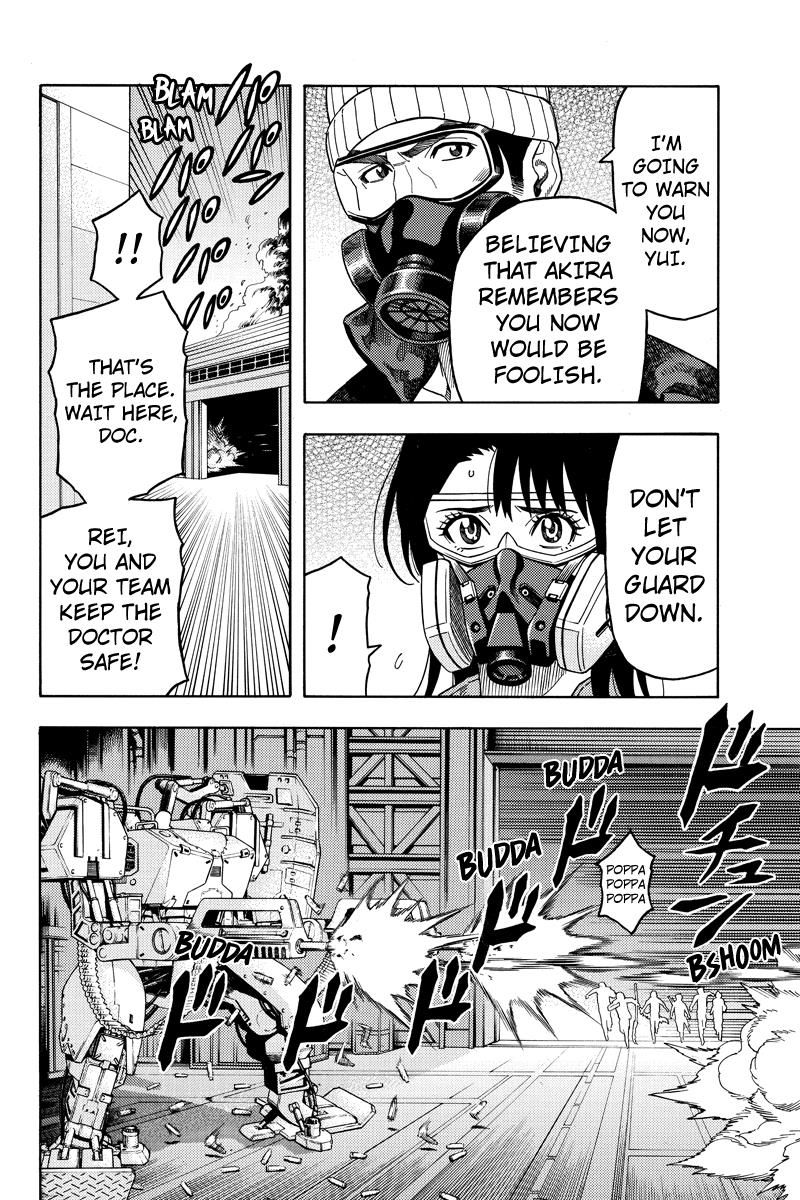 I'M
GOING
TO WARN
YOU
NOW,
YUI.
BELIEVING
THAT AKIRA
REMEMBERS
YOU NOW
WOULD BE
FOOLISH.
DON'T
LET
YOUR
GUARD
DOWN.
!
BLAM
BLAM
!!
THAT'S
THE PLACE.
WAIT HERE,
DOC.
REI,
YOU AND
YOUR TEAM
KEEP THE
DOCTOR
SAFE!
ドチュン
BSHOOM
POPPA
POPPA
POPPA
BUDDA
BUDDA
BUDDA
ドドドドド